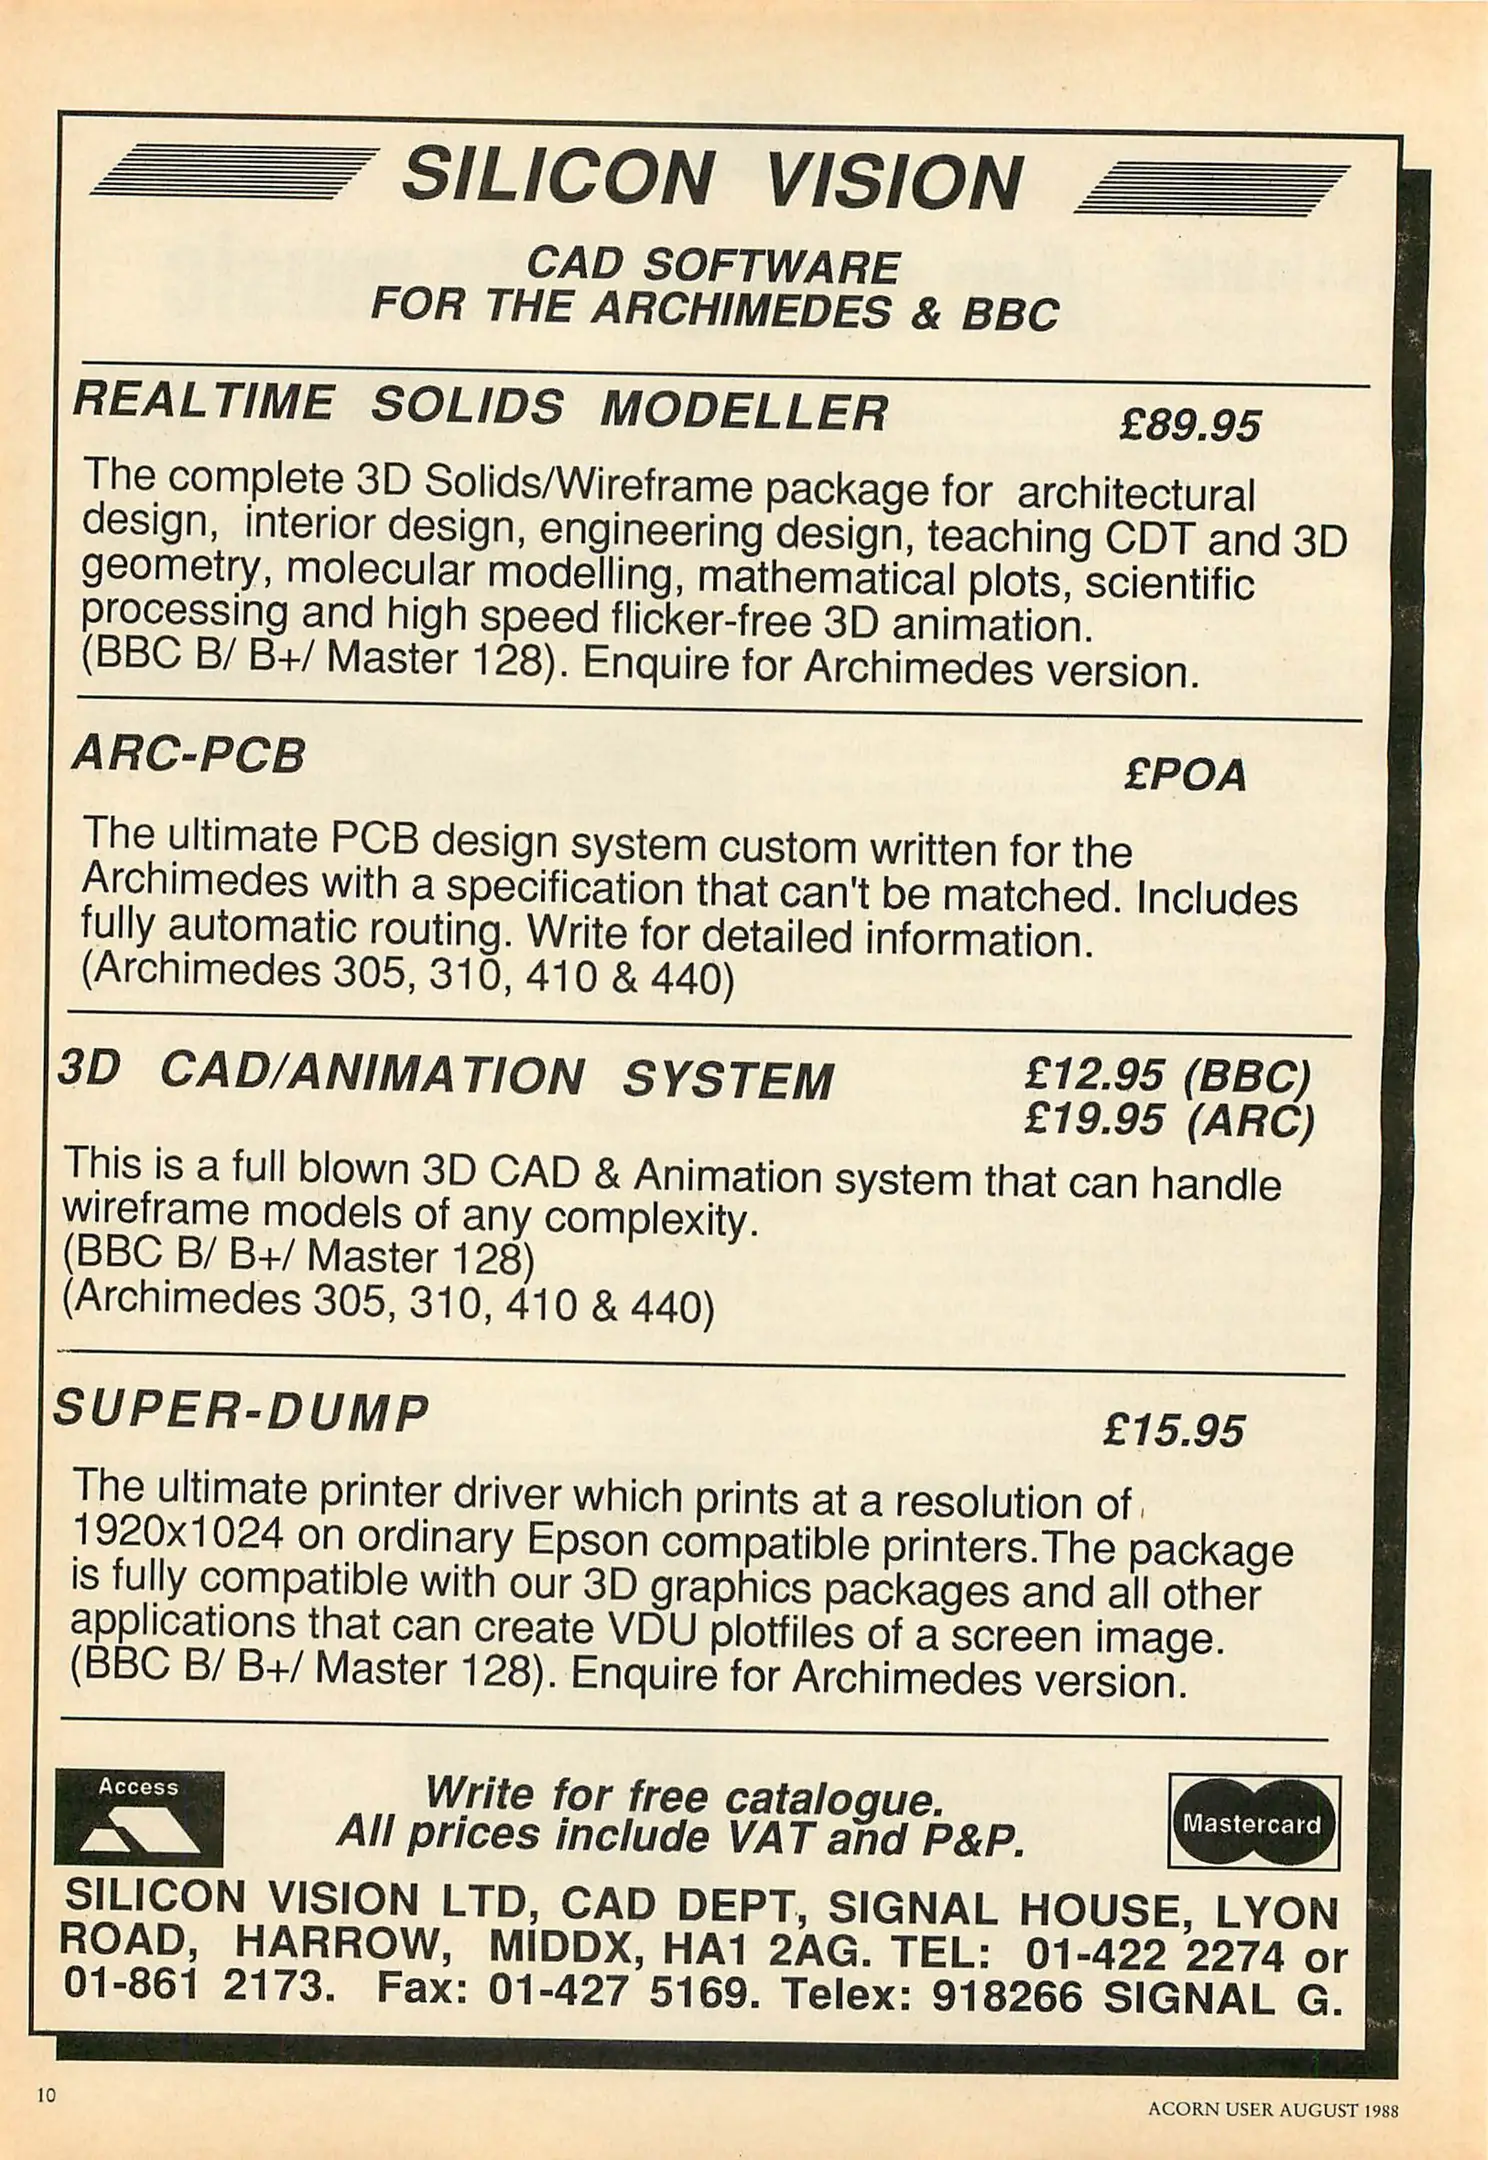 SILICON VISION
CAD SOFTWARE
FOR THE ARCHIMEDES & BBC
REALTIME SOLIDS MODELLER £89.95
The complete 3D Solids/Wireframe package for architectural
design, interior design, engineering design, teaching CDT and 3D
geometry, molecular modelling, mathematical plots, scientific
processing and high speed flicker-free 3D animation.
(BBC B/ B+/ Master 128). Enquire for Archimedes version.
ARC-PCB £POA
The ultimate PCB design system custom written for the
Archimedes with a specification that can't be matched. Includes
fully automatic routing. Write for detailed information.
(Archimedes 305, 310, 410 & 440)
3D CAD/ANIMATION SYSTEM £12.95 (BBC)
£19.95 (ARC)
This is a full blown 3D CAD & Animation system that can handle
wireframe models of any complexity.
(BBC B/ B+/ Master 128)
(Archimedes 305, 310, 410 & 440)
SUPER-DUMP £15.95
The ultimate printer driver which prints at a resolution of
1920x1024 on ordinary Epson compatible printers.The package
is fully compatible with our 3D graphics packages and all other
applications that can create VDU plotfiles of a screen image.
(BBC B/ B+/ Master 128). Enquire for Archimedes version.
Access
Write for free catalogue.
All prices include VAT and P&P.
Mastercard
SILICON VISION LTD, CAD DEPT, SIGNAL HOUSE, LYON
ROAD, HARROW, MIDDX, HA1 2AG. TEL: 01-422 2274 or
01-861 2173. Fax: 01-427 5169. Telex: 918266 SIGNAL G.
10
ACORN USER AUGUST 1988